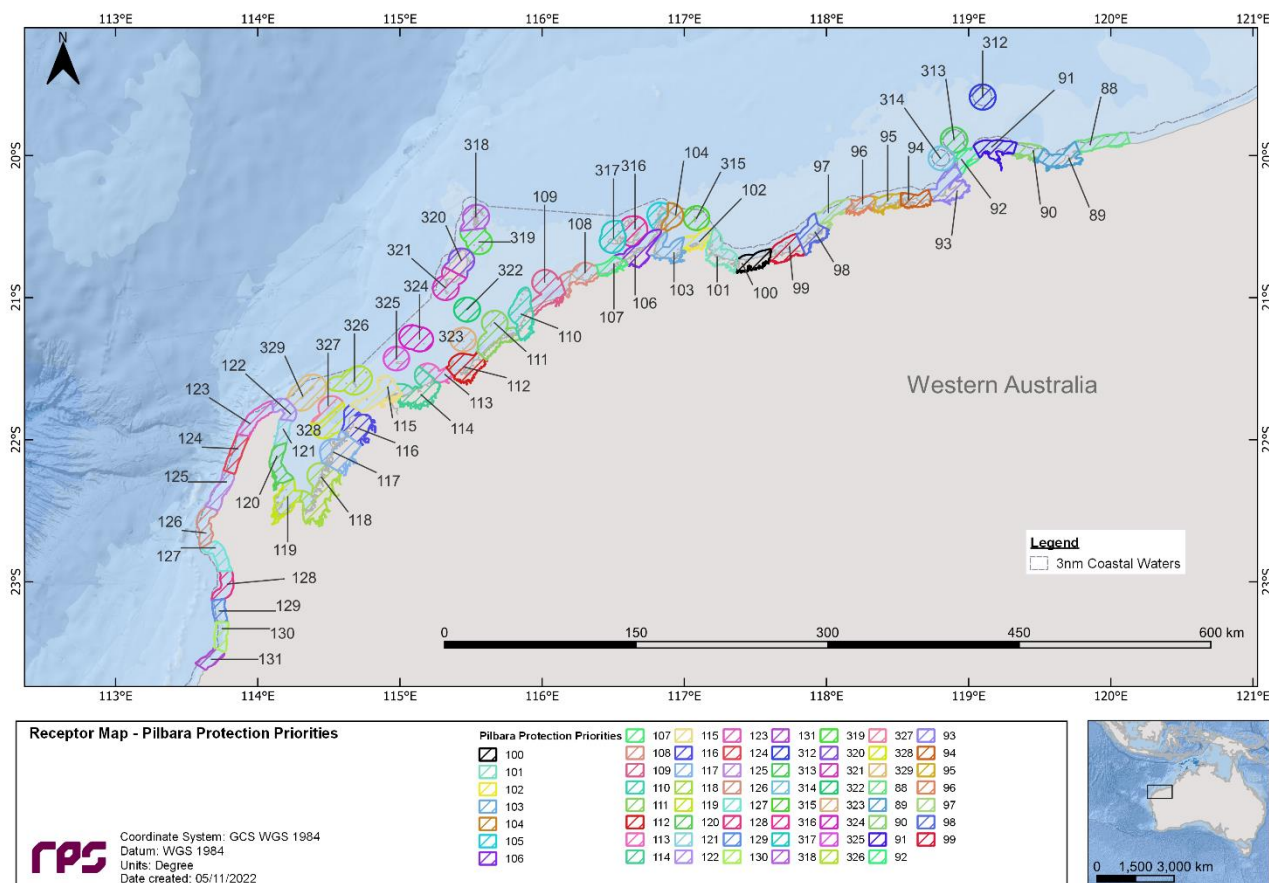 113°E 114°E 115°E 116°E 117°E 118°E 119°E 120°E 121°E
N
312
313
91
88
314
20°S
20°S
318
317 316 104 315
102
97 96 95 94
109
108
92
90
89
93
320
319
321
322
324
325
21°S
21°S
107 106 103 101 100 99 98
110
323
111
326
327
329
122
123
112
113
Western Australia
114
115
22°S
22°S
328
121
116
124
117
125
120
118
119
126
127
Legend
3nm Coastal Waters
23°S
23°S
128
129
130
131
0 150 300 450 600 km
113°E 114°E 115°E 116°E 117°E 118°E 119°E 120°E 121°E
Receptor Map - Pilbara Protection Priorities
rps
Coordinate System: GCS WGS 1984
Datum: WGS 1984
Units: Degree
Date created: 05/11/2022
Pilbara Protection Priorities
100
101
102
103
104
105
106
107 115 123 131 319 327 93
108 116 124 312 320 328 94
109 117 125 313 321 329 95
110 118 126 314 322 88 96
111 119 127 315 323 89 97
112 120 128 316 324 90 98
113 121 129 317 325 91 99
114 122 130 318 326 92
0 1,500 3,000 km